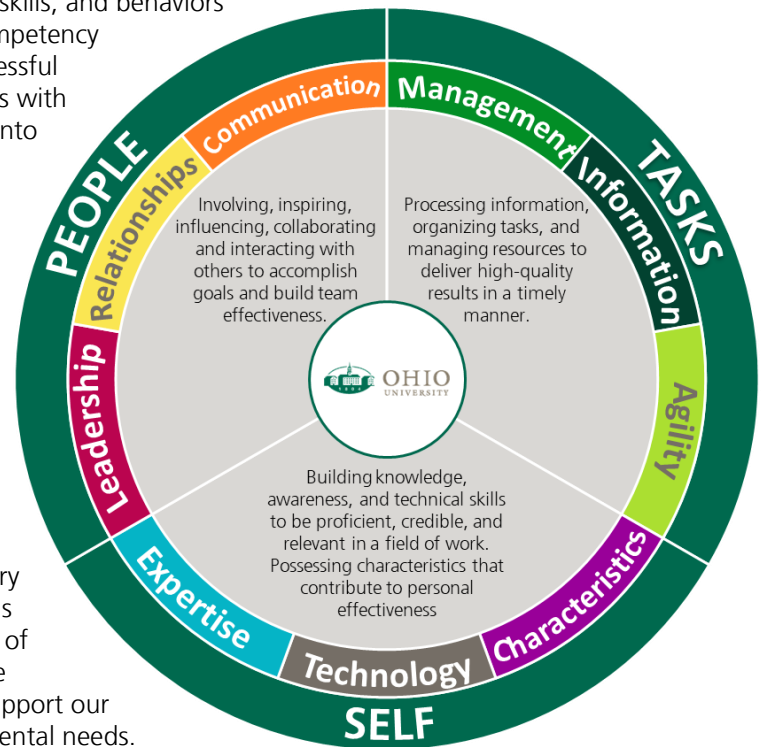 skills, and behaviors
mpetency
essful
s with
nto
PEOPLE
Relationships
Communication
Leadership
Involving, inspiring,
influencing, collaborating
and interacting with
others to accomplish
goals and build team
effectiveness.
Management
Information
TASKS
Agility
Processing information,
organizing tasks, and
managing resources to
deliver high-quality
results in a timely
manner.
OHIO
UNIVERSITY
Building knowledge,
awareness, and technical skills
to be proficient, credible, and
relevant in a field of work.
Possessing characteristics that
contribute to personal
effectiveness
Expertise
Technology
Characteristics
SELF
ry
s
of
e
pport our
ental needs.